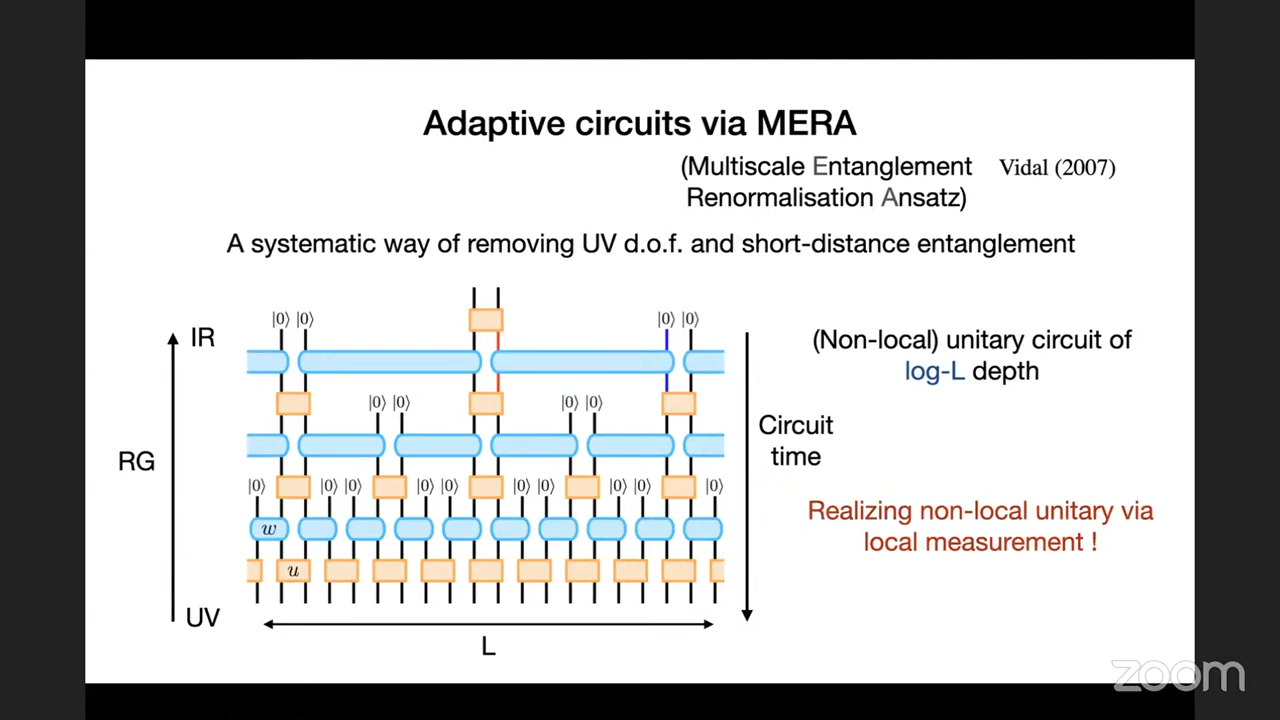 Adaptive circuits via MERA
(Multiscale Entanglement Vidal (2007)
Renormalisation Ansatz)
A systematic way of removing UV d.o.f. and short-distance entanglement
|0⟩ |0⟩ |0⟩ |0⟩
IR
(Non-local) unitary circuit of
log-L depth
|0⟩ |0⟩ |0⟩ |0⟩
Circuit
time
RG
|0⟩ |0⟩ |0⟩ |0⟩ |0⟩ |0⟩ |0⟩ |0⟩ |0⟩ |0⟩
Realizing non-local unitary via
local measurement !
w
u
UV
L
zoom